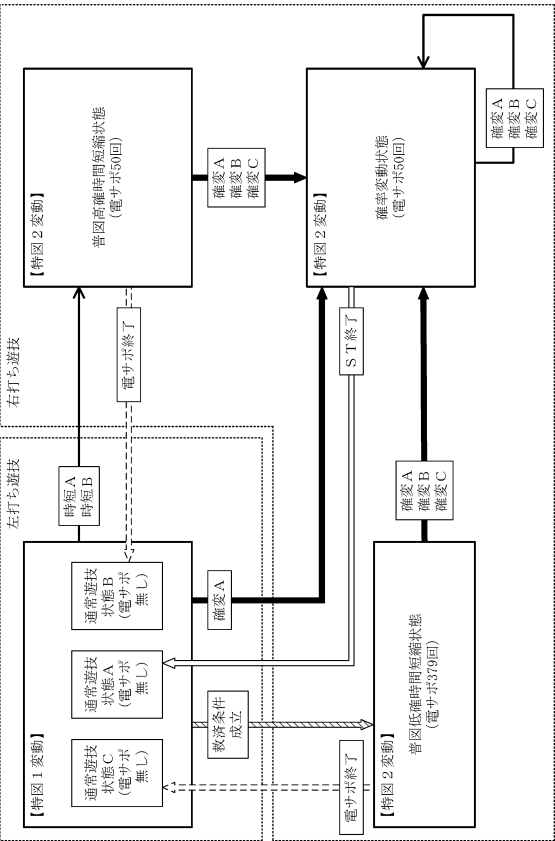 左打ち遊技
【特図１変動】
通常遊技
状態Ｃ
(電サポ
無し)
通常遊技
状態Ａ
(電サポ
無し)
通常遊技
状態Ｂ
(電サポ
無し)
時短Ａ
時短Ｂ
右打ち遊技
【特図２変動】
普図高確時間短縮状態
(電サポ50回)
電サポ終了
確変Ａ
確変Ｂ
確変Ｃ
【特図２変動】
確率変動状態
(電サポ50回)
確変Ａ
確変Ｂ
確変Ｃ
確変Ａ
ＳＴ終了
救済条件
成立
電サポ終了
【特図２変動】
普図低確時間短縮状態
(電サポ379回)
確変Ａ
確変Ｂ
確変Ｃ